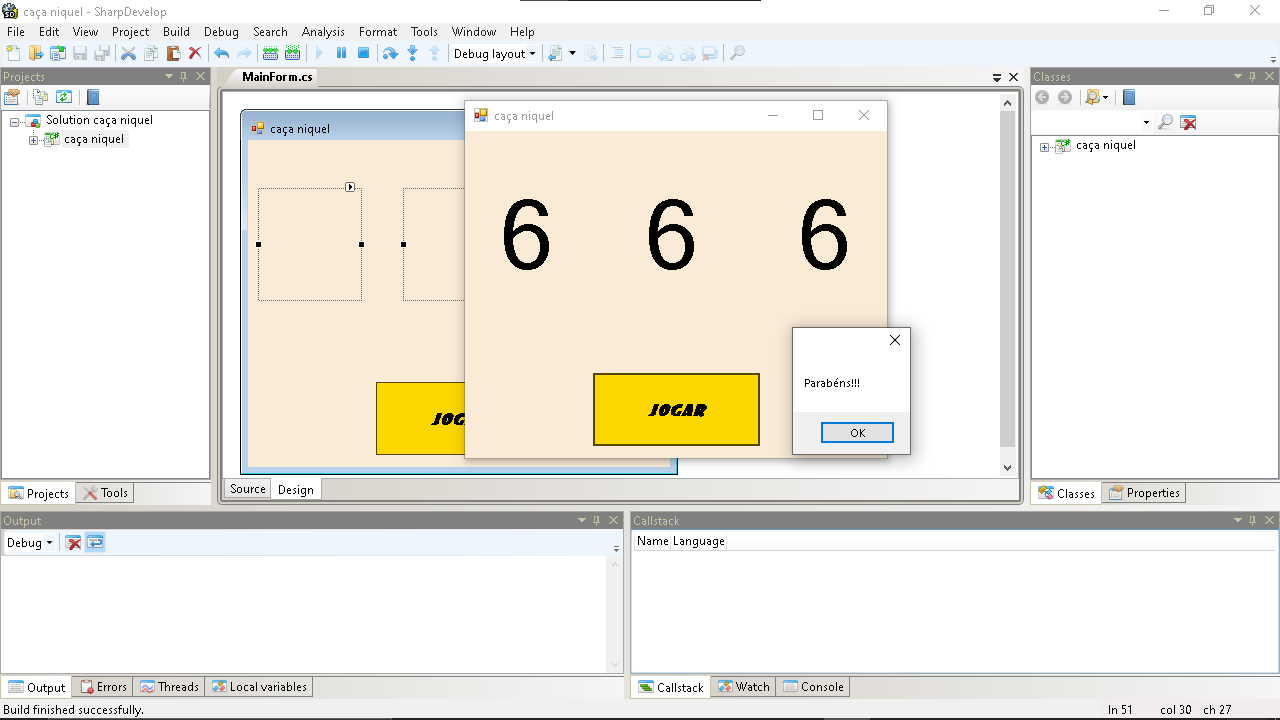 caça niquel - SharpDevelop
File Edit View Project Build Debug Search Analysis Format Tools Window Help
Debug layout
Projects
MainForm.cs
Classes
Solution caça niquel
caça niquel
caça niquel
caça niquel
6 6 6
Parabéns!!!
OK
JOGAR
JOG
caça niquel
Source Design
Projects Tools
Classes Properties
Output
Callstack
Debug
Name Language
Output Errors Threads Local variables
Callstack Watch Console
Build finished successfully.
ln 51 col 30 ch 27